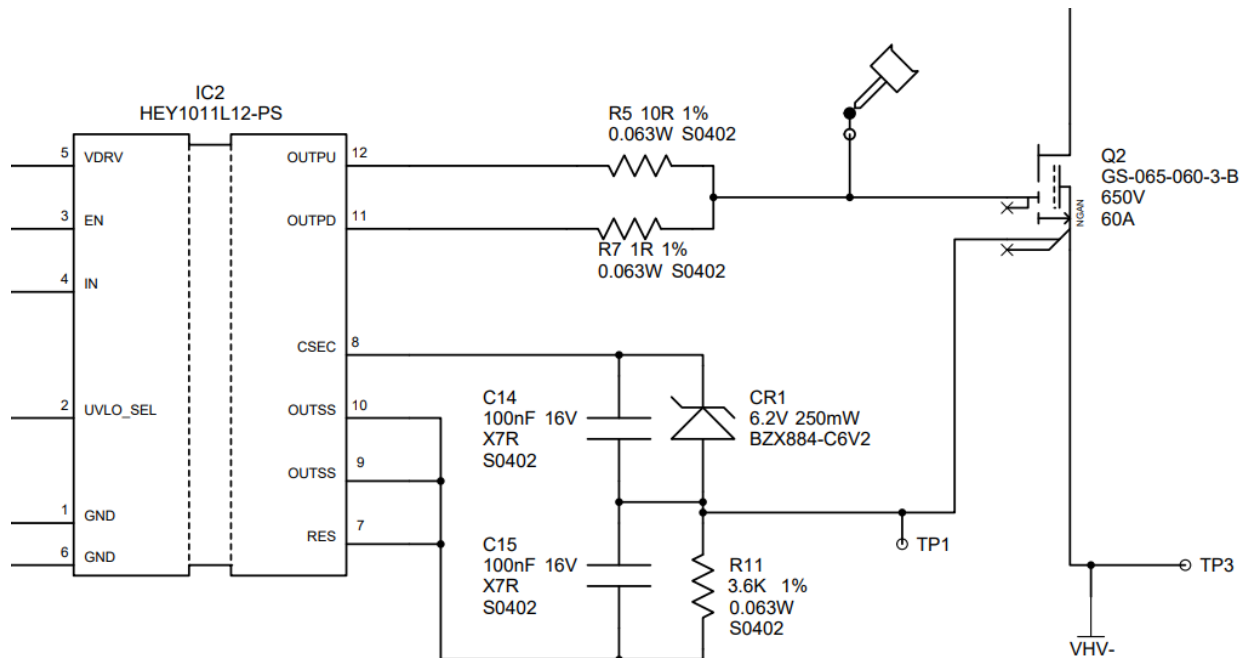 IC2
HEY1011L12-PS
5 VDRV
3 EN
4 IN
2 UVLO_SEL
1 GND
6 GND
OUTPU 12
OUTPD 11
CSEC 8
OUTSS 10
OUTSS 9
RES 7
R5 10R 1%
0.063W S0402
R7 1R 1%
0.063W S0402
C14
100nF 16V
X7R
S0402
CR1
6.2V 250mW
BZX884-C6V2
C15
100nF 16V
X7R
S0402
R11
3.6K 1%
0.063W
S0402
TP1
Q2
GS-065-060-3-B
650V
60A
NGAN
TP3
VHV-